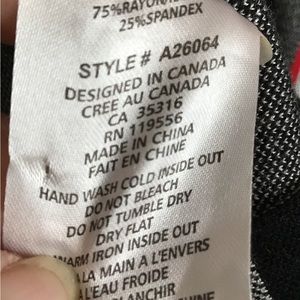 75%RAYON/
25%SPANDEX
STYLE# A26064
DESIGNED IN CANADA
CREE AU CANADA
CA 35316
RN 119556
MADE IN CHINA
FAIT EN CHINE
HAND WASH COLD INSIDE OUT
DO NOT BLEACH
DO NOT TUMBLE DRY
DRY FLAT
WARM IRON INSIDE OUT
LA MAIN A L'ENVERS
L'EAU FROIDE
BLANCHIR